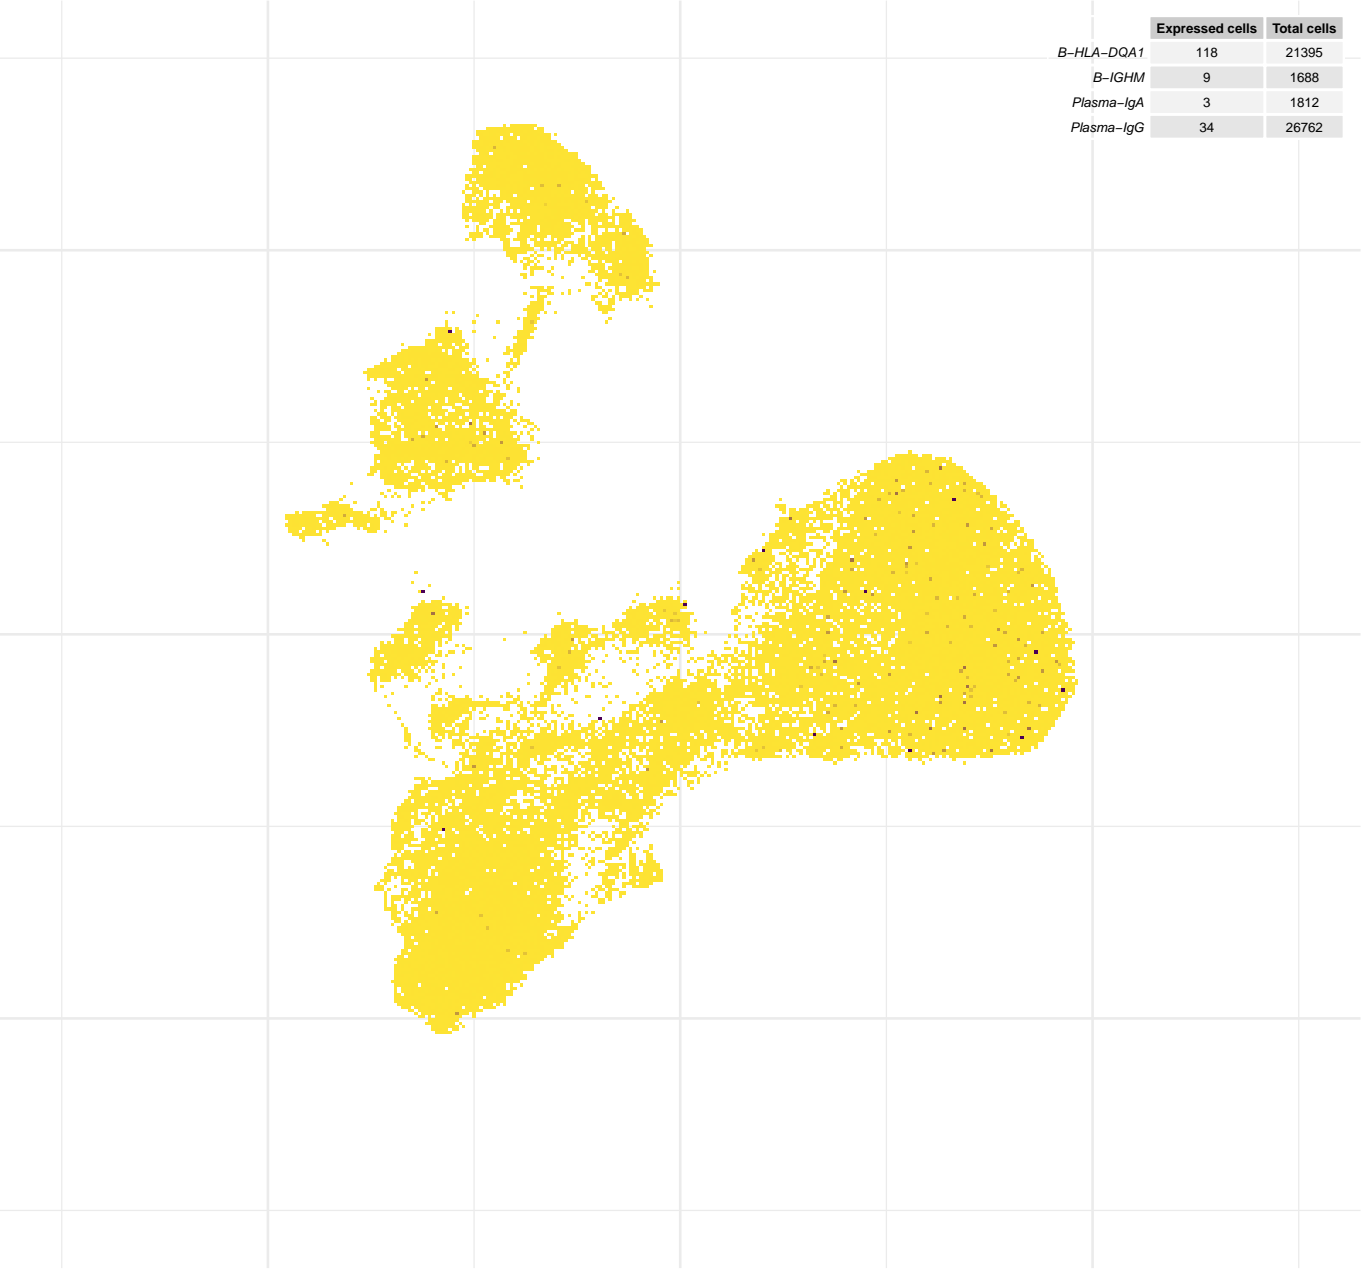 Expressed cells Total cells
B−HLA−DQA1 118 21395
B−IGHM 9 1688
Plasma−IgA 3 1812
Plasma−IgG 34 26762